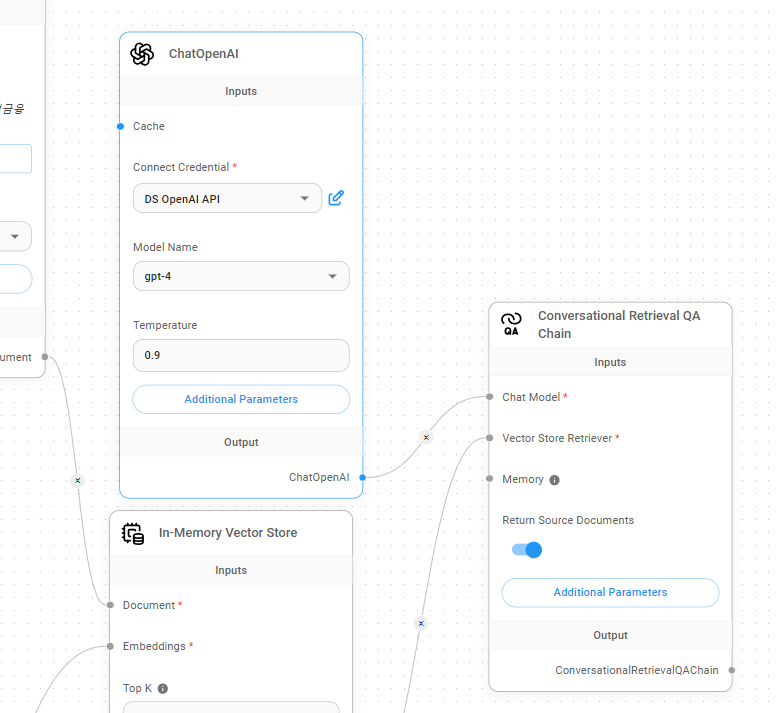 금융
ument
ChatOpenAI
Inputs
Cache
Connect Credential *
DS OpenAI API
Model Name
gpt-4
Temperature
0.9
Additional Parameters
Output
ChatOpenAI
In-Memory Vector Store
Inputs
Document *
Embeddings *
Top K
Conversational Retrieval QA
Chain
QA
Inputs
Chat Model *
Vector Store Retriever *
Memory
Return Source Documents
Additional Parameters
Output
ConversationalRetrievalQAChain